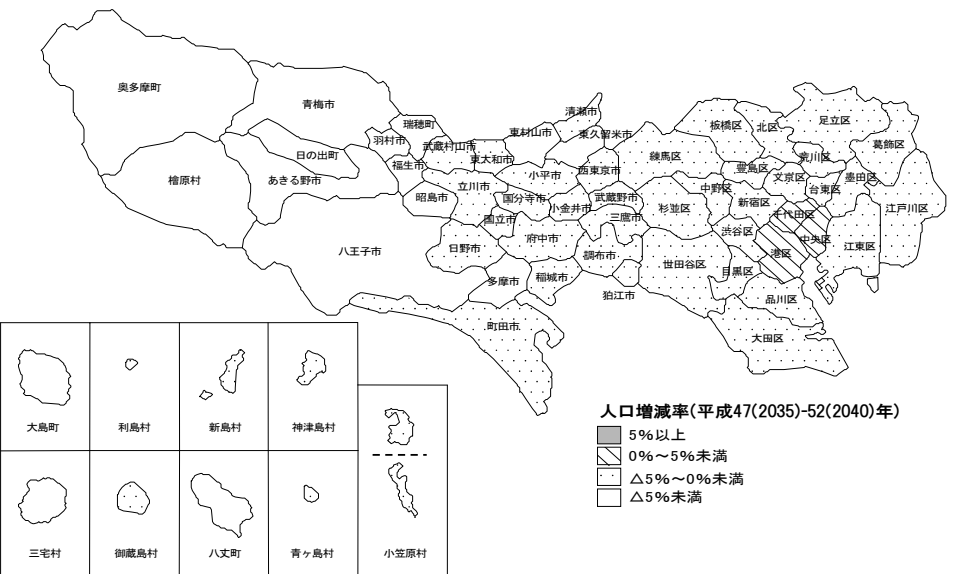 奥多摩町
青梅市
瑞穂町
羽村市
武蔵村山市
東村山市
清瀬市
東久留米市
東大和市
福生市
日の出町
あきる野市
檜原村
昭島市
立川市
小平市
西東京市
国分寺市
小金井市
武蔵野市
三鷹市
国立市
府中市
日野市
八王子市
多摩市
稲城市
調布市
狛江市
町田市
板橋区
北区
足立区
葛飾区
荒川区
練馬区
豊島区
文京区
台東区
墨田区
江戸川区
中野区
杉並区
新宿区
千代田区
渋谷区
中央区
江東区
港区
世田谷区
目黒区
品川区
大田区
大島町
利島村
新島村
神津島村
三宅村
御蔵島村
八丈町
青ヶ島村
小笠原村
人口増減率(平成47(2035)-52(2040)年)
5%以上
0%～5%未満
△5%～0%未満
△5%未満